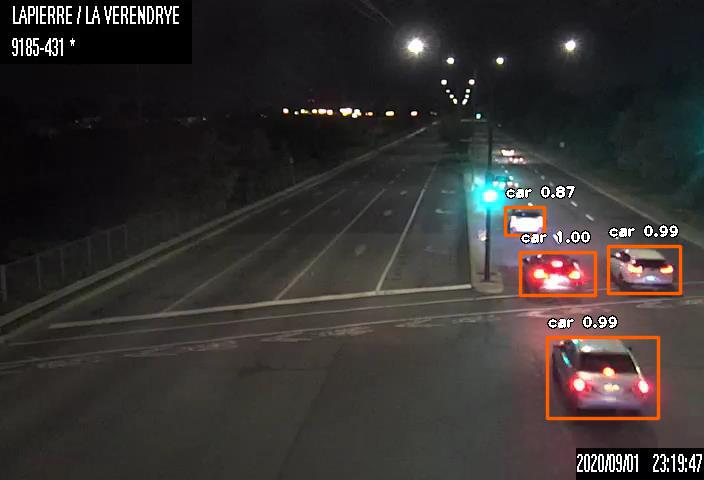 LAPIERRE / LA VERENDRYE
9185-431 *
car 0.87
car 1.00
car 0.99
car 0.99
2020/09/01 23:19:47